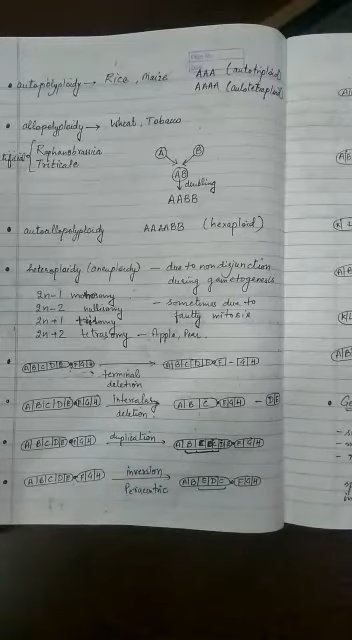 • autopolyploidy → Rice, Maize AAA (autotriploid)
AAAA (autotetraploid)
• allopolyploidy → Wheat, Tobacco
Raphanobrassica
Triticale
A B
AB
doubling
AABB
• autoallopolyploidy AAAABB (hexaploid)
• heteroploidy (aneuploidy) — due to nondisjunction
during gametogenesis
2n-1 monosomy — sometimes due to
2n-2 nullisomy faulty mitosis
2n+1 trisomy
2n+2 tetrasomy — Apple, Pear.
• A B C D E F G H → A B C D E F - G H
terminal
deletion
A B C D E F G H Intercalary A B C F G H — D E
deletion
• A B C D E F G H duplication
• A B C D E F G H inversion A B E D C F G H
Pericentric